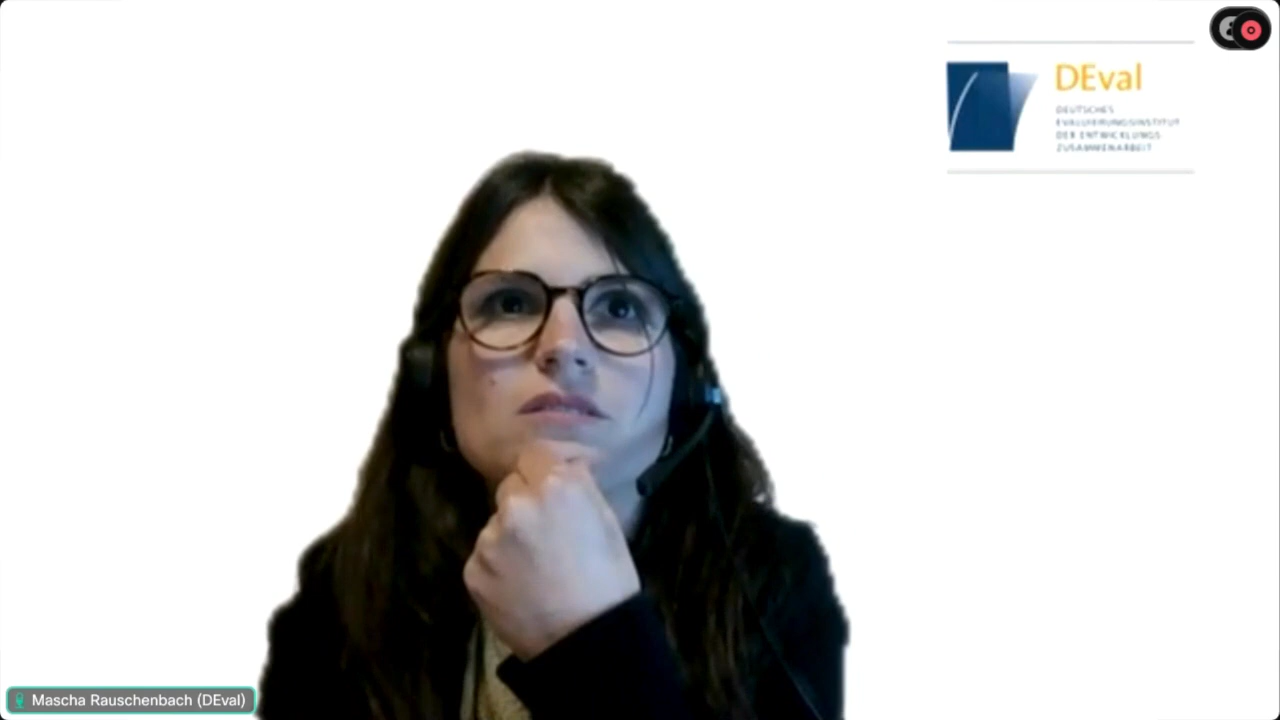 DEval
DEUTSCHES
EVALUIERUNGSINSTITUT
DER ENTWICKLUNGS-
ZUSAMMENARBEIT
Mascha Rauschenbach (DEval)